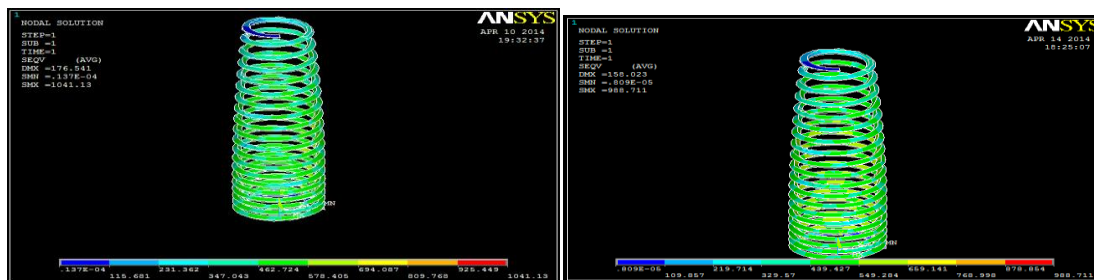 1
NODAL SOLUTION
STEP=1
SUB =1
TIME=1
SEQV (AVG)
DMX =176.541
SMN =.137E-04
SMX =1041.13
ANSYS
APR 10 2014
19:32:37
MN
.137E-04 231.362 462.724 694.087 925.449
115.681 347.043 578.405 809.768 1041.13
1
NODAL SOLUTION
STEP=1
SUB =1
TIME=1
SEQV (AVG)
DMX =158.023
SMN =.809E-05
SMX =988.711
ANSYS
APR 14 2014
18:25:07
MN
.809E-05 219.714 439.427 659.141 878.854
109.857 329.57 549.284 768.998 988.711